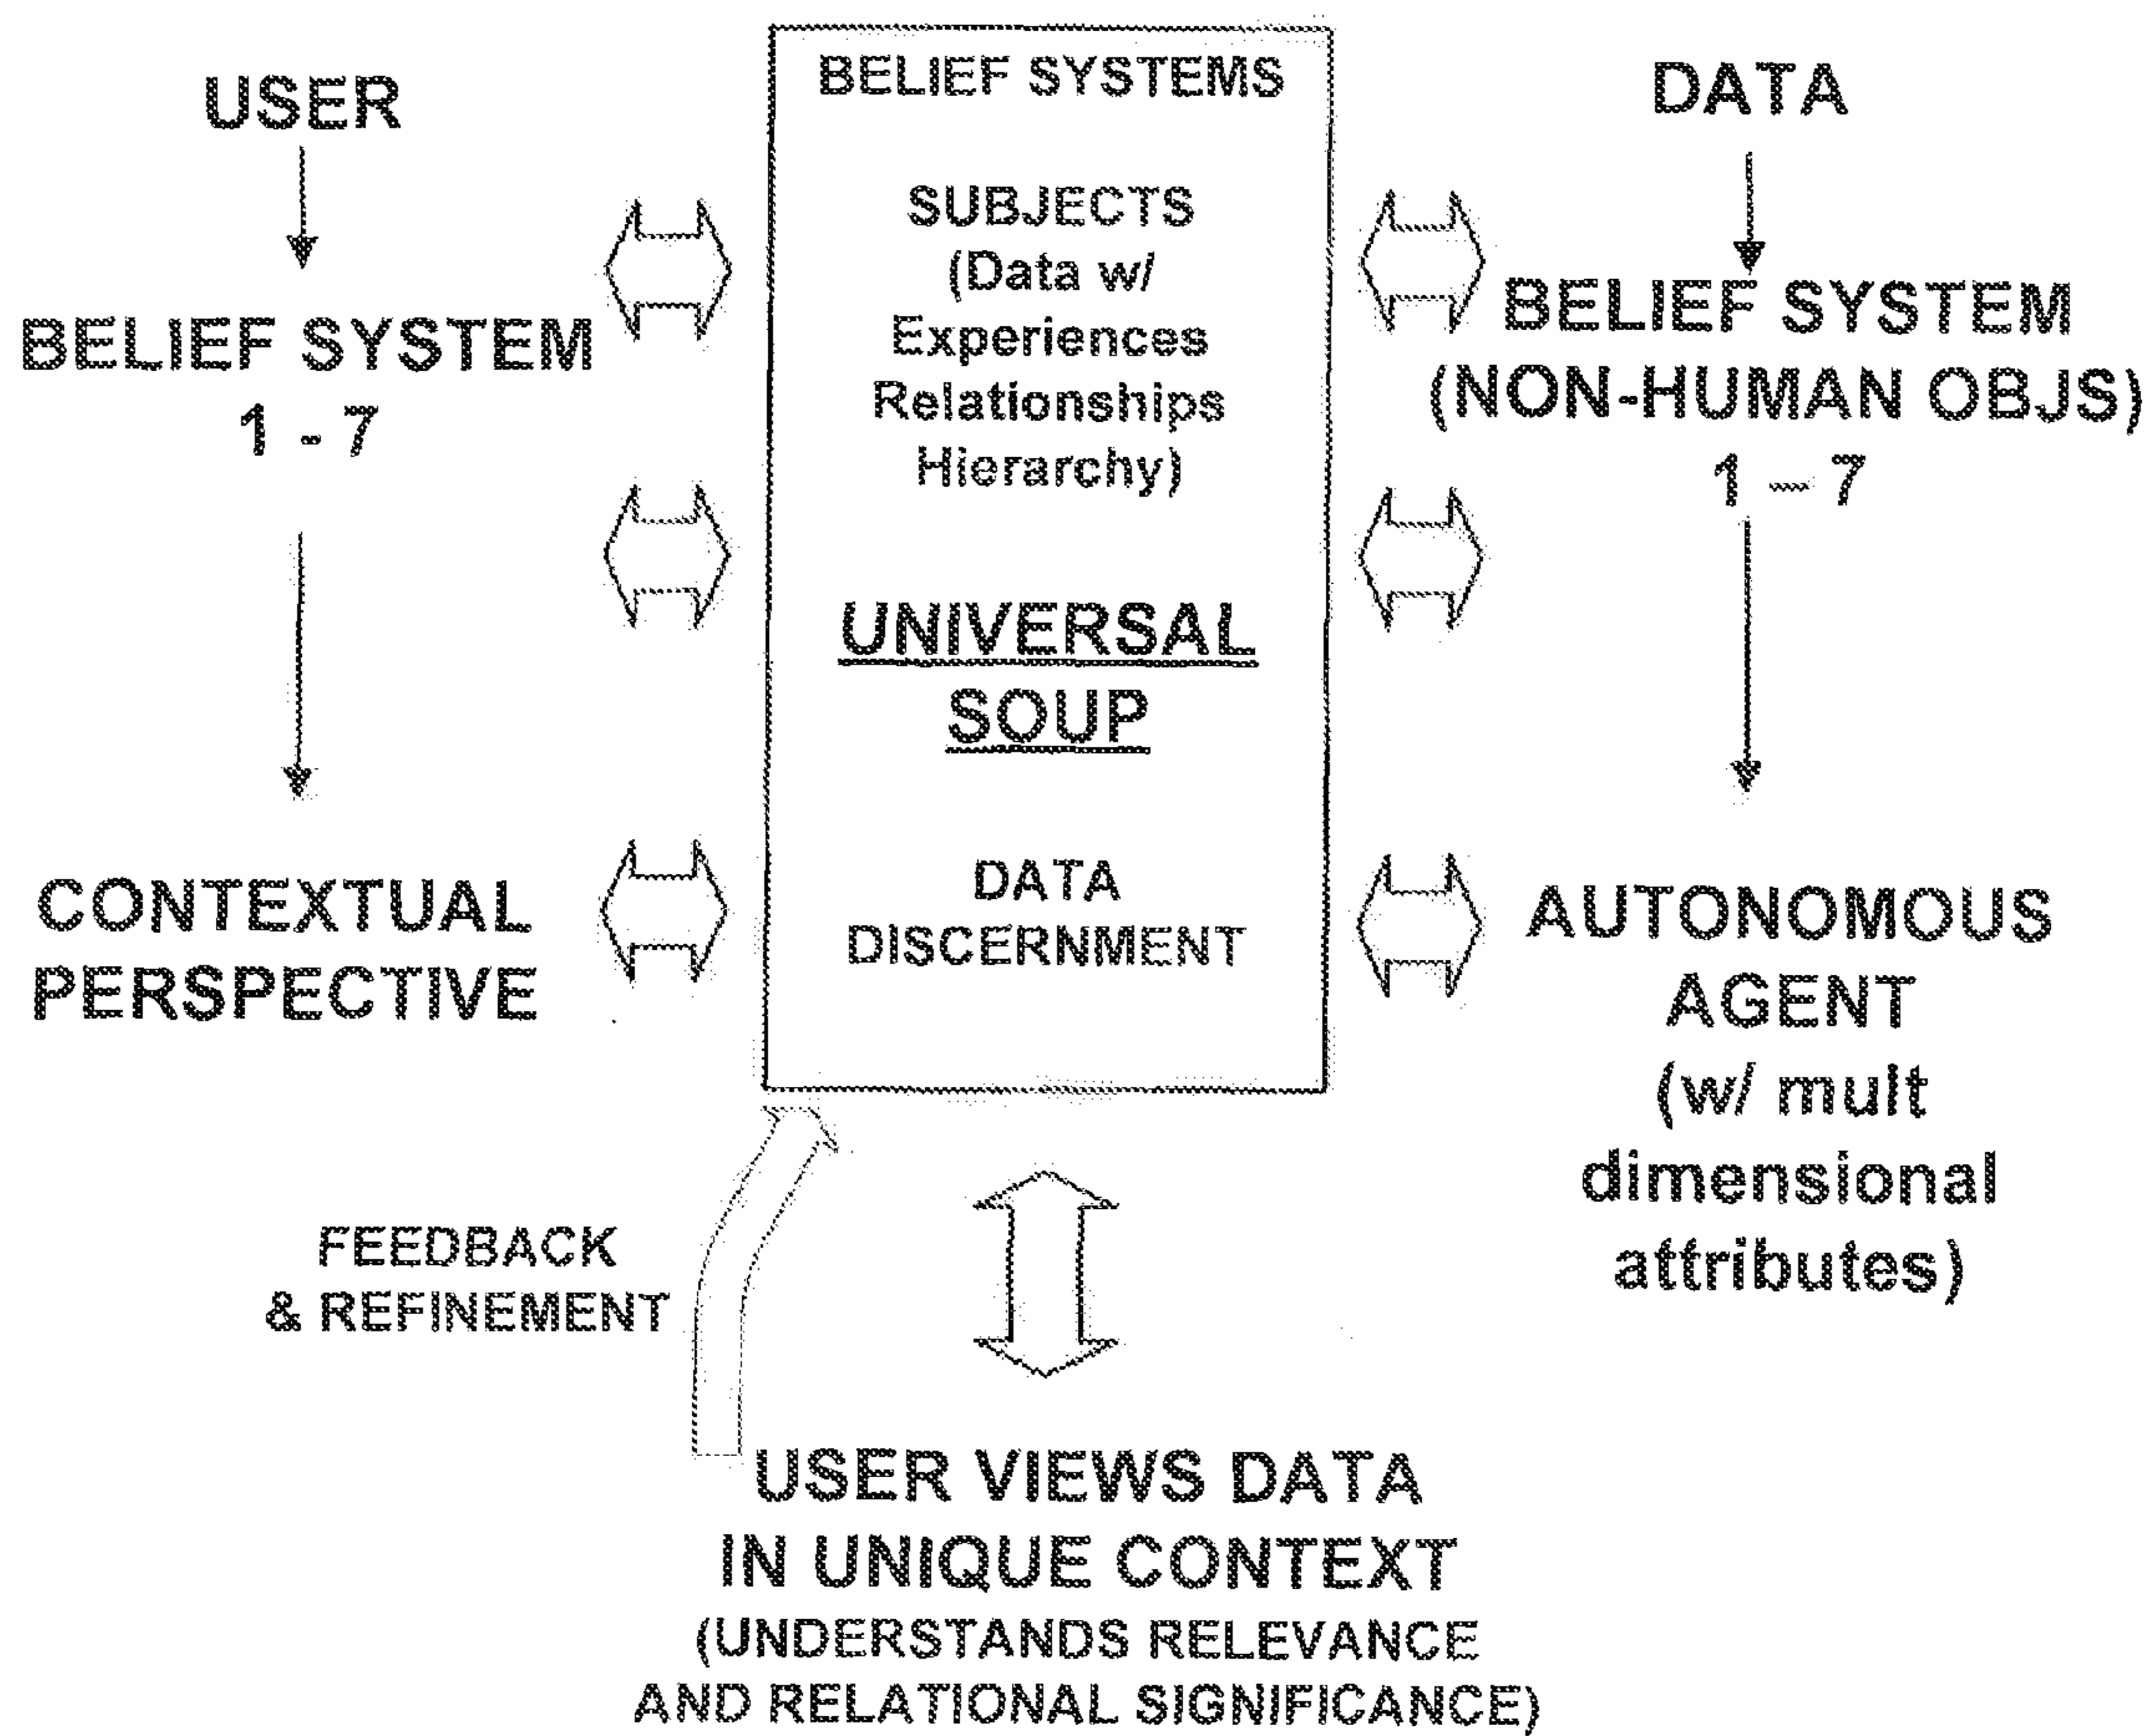 USER
BELIEF SYSTEM
1 - 7
CONTEXTUAL
PERSPECTIVE
BELIEF SYSTEMS
SUBJECTS
(Data w/
Experiences
Relationships
Hierarchy)
UNIVERSAL
SOUP
DATA
DISCERNMENT
DATA
BELIEF SYSTEM
(NON-HUMAN OBJS)
1 – 7
AUTONOMOUS
AGENT
(w/ mult
dimensional
attributes)
FEEDBACK
& REFINEMENT
USER VIEWS DATA
IN UNIQUE CONTEXT
(UNDERSTANDS RELEVANCE
AND RELATIONAL SIGNIFICANCE)